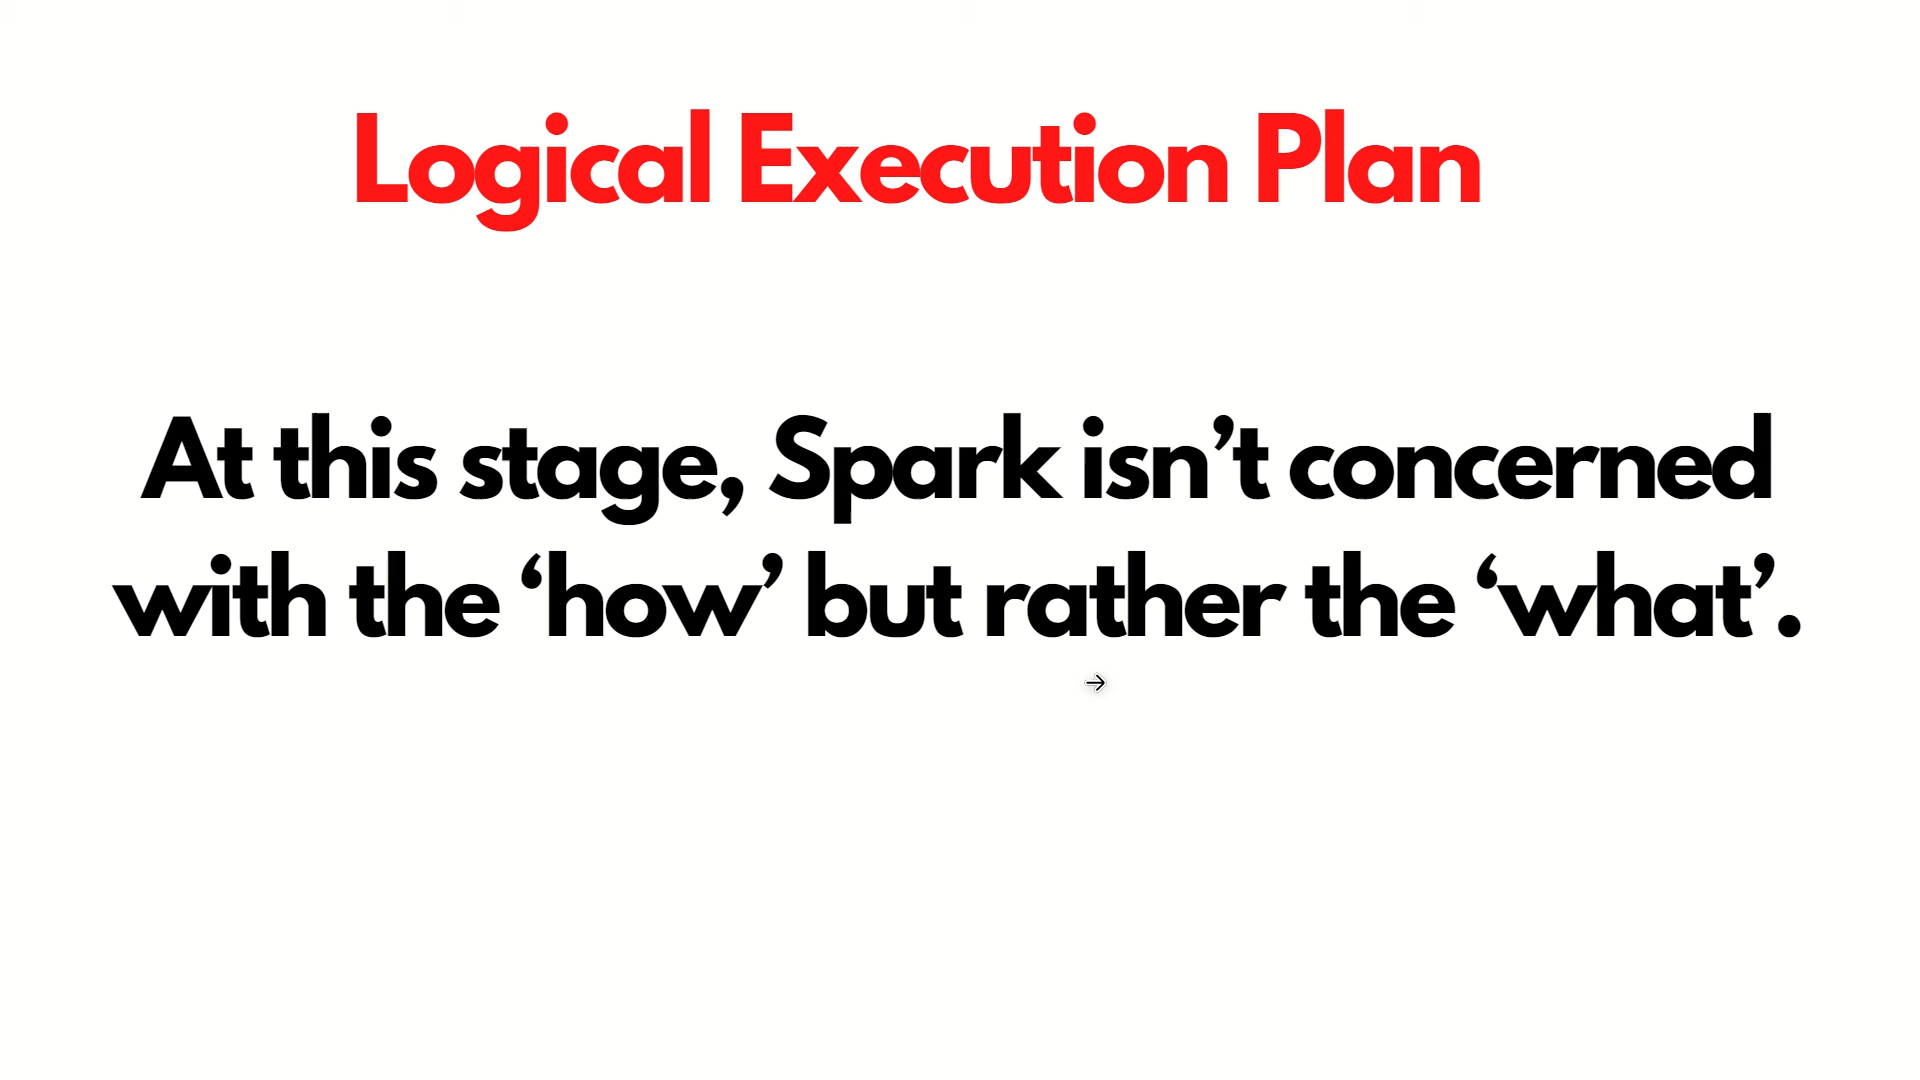 Logical Execution Plan
At this stage, Spark isn’t concerned
with the ‘how’ but rather the ‘what’.